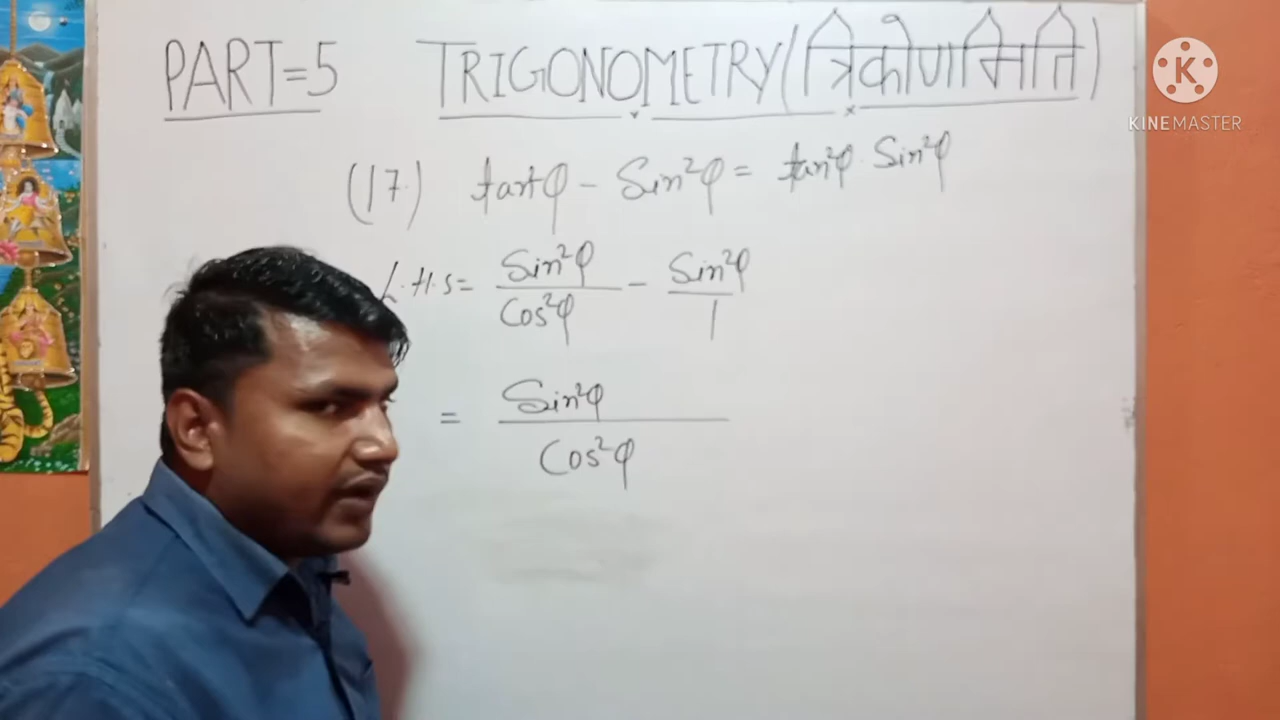 PART=5 TRIGONOMETRY (त्रिकोणमिति)
K
KINEMASTER
(17.) tan²φ - Sin²φ = tan²φ. Sin²φ
L.H.S = Sin²φ/Cos²φ - Sin²φ/1
= Sin²φ/Cos²φ